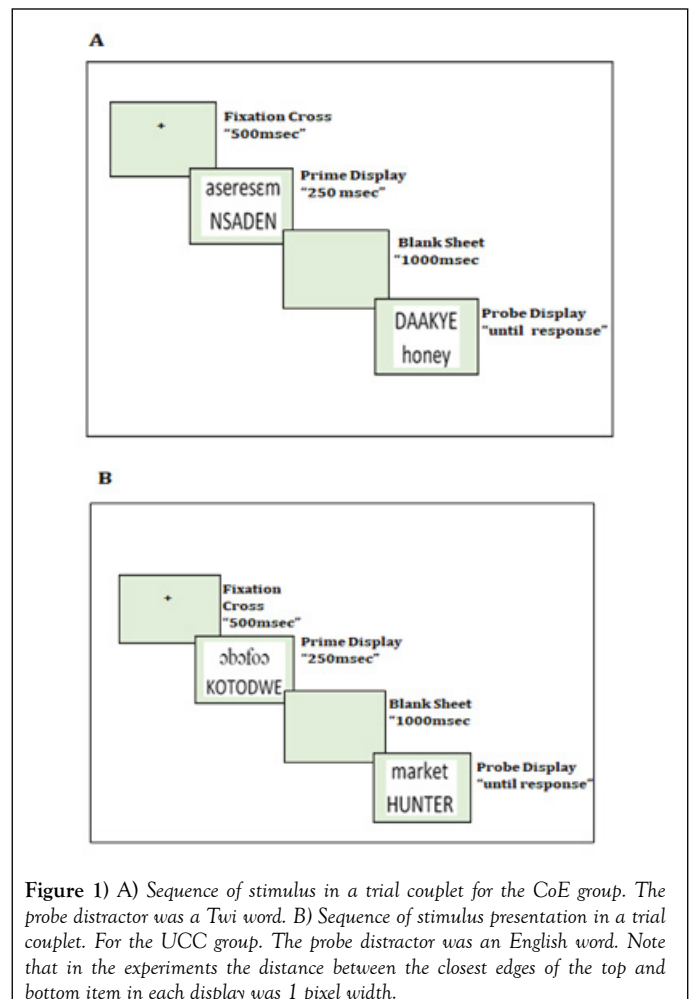 A
+
Fixation Cross
"500msec"
aseresɛm
NSADEN
Prime Display
"250 msec"
Blank Sheet
"1000msec
DAAKYE
honey
Probe Display
"until response"
B
+
Fixation
Cross
"500msec"
ɔbɔfoɔ
KOTODWE
Prime Display
"250msec"
Blank Sheet
"1000msec
market
HUNTER
Probe Display
"until response"
Figure 1) A) Sequence of stimulus in a trial couplet for the CoE group. The
probe distractor was a Twi word. B) Sequence of stimulus presentation in a trial
couplet. For the UCC group. The probe distractor was an English word. Note
that in the experiments the distance between the closest edges of the top and
bottom item in each display was 1 pixel width.